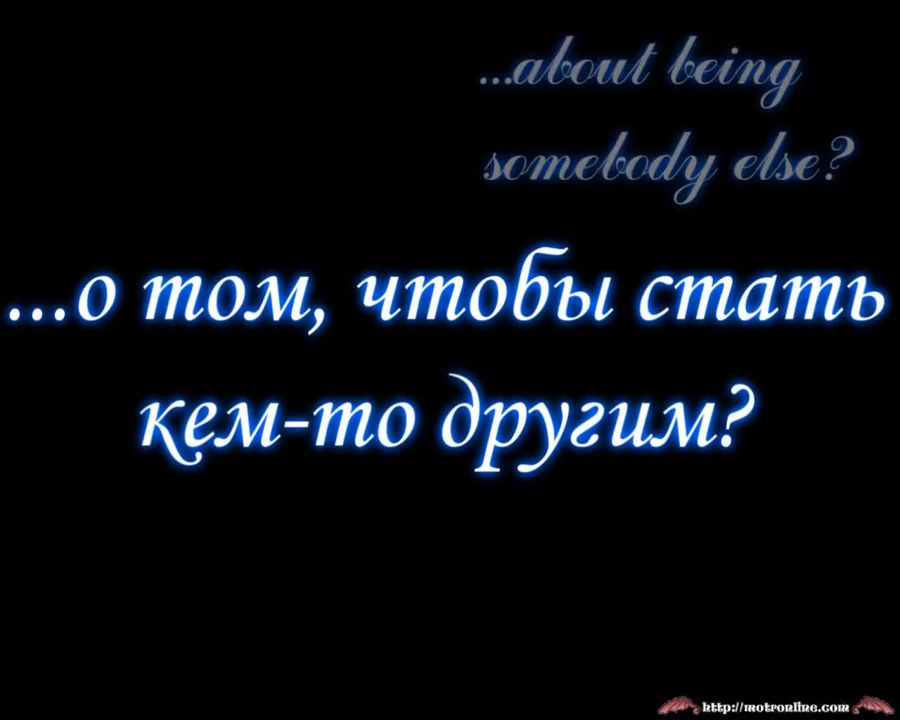 ...about being
somebody else?
...о том, чтобы стать
кем-то другим?
http://motronline.com